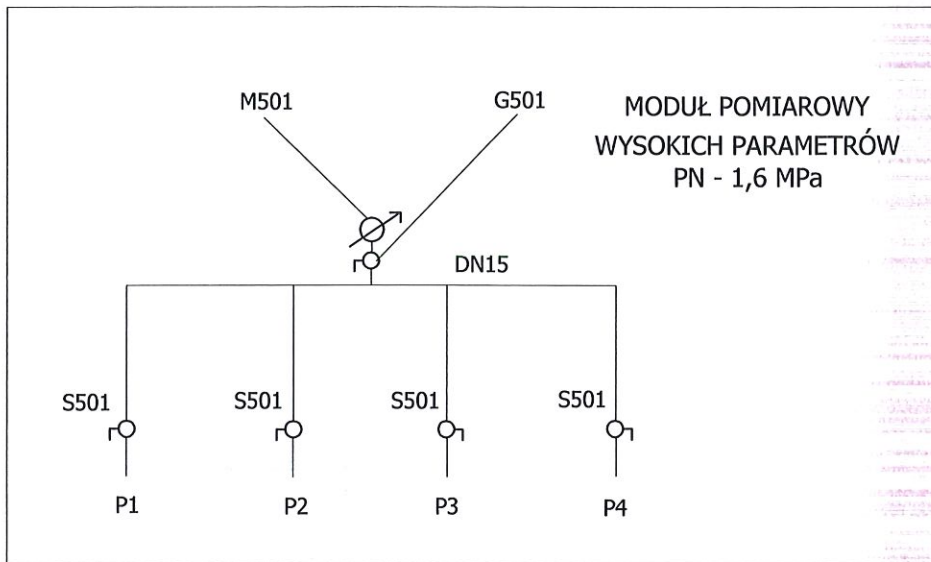 M501
G501
MODUŁ POMIAROWY
WYSOKICH PARAMETRÓW
PN - 1,6 MPa
DN15
S501
S501
S501
S501
P1
P2
P3
P4